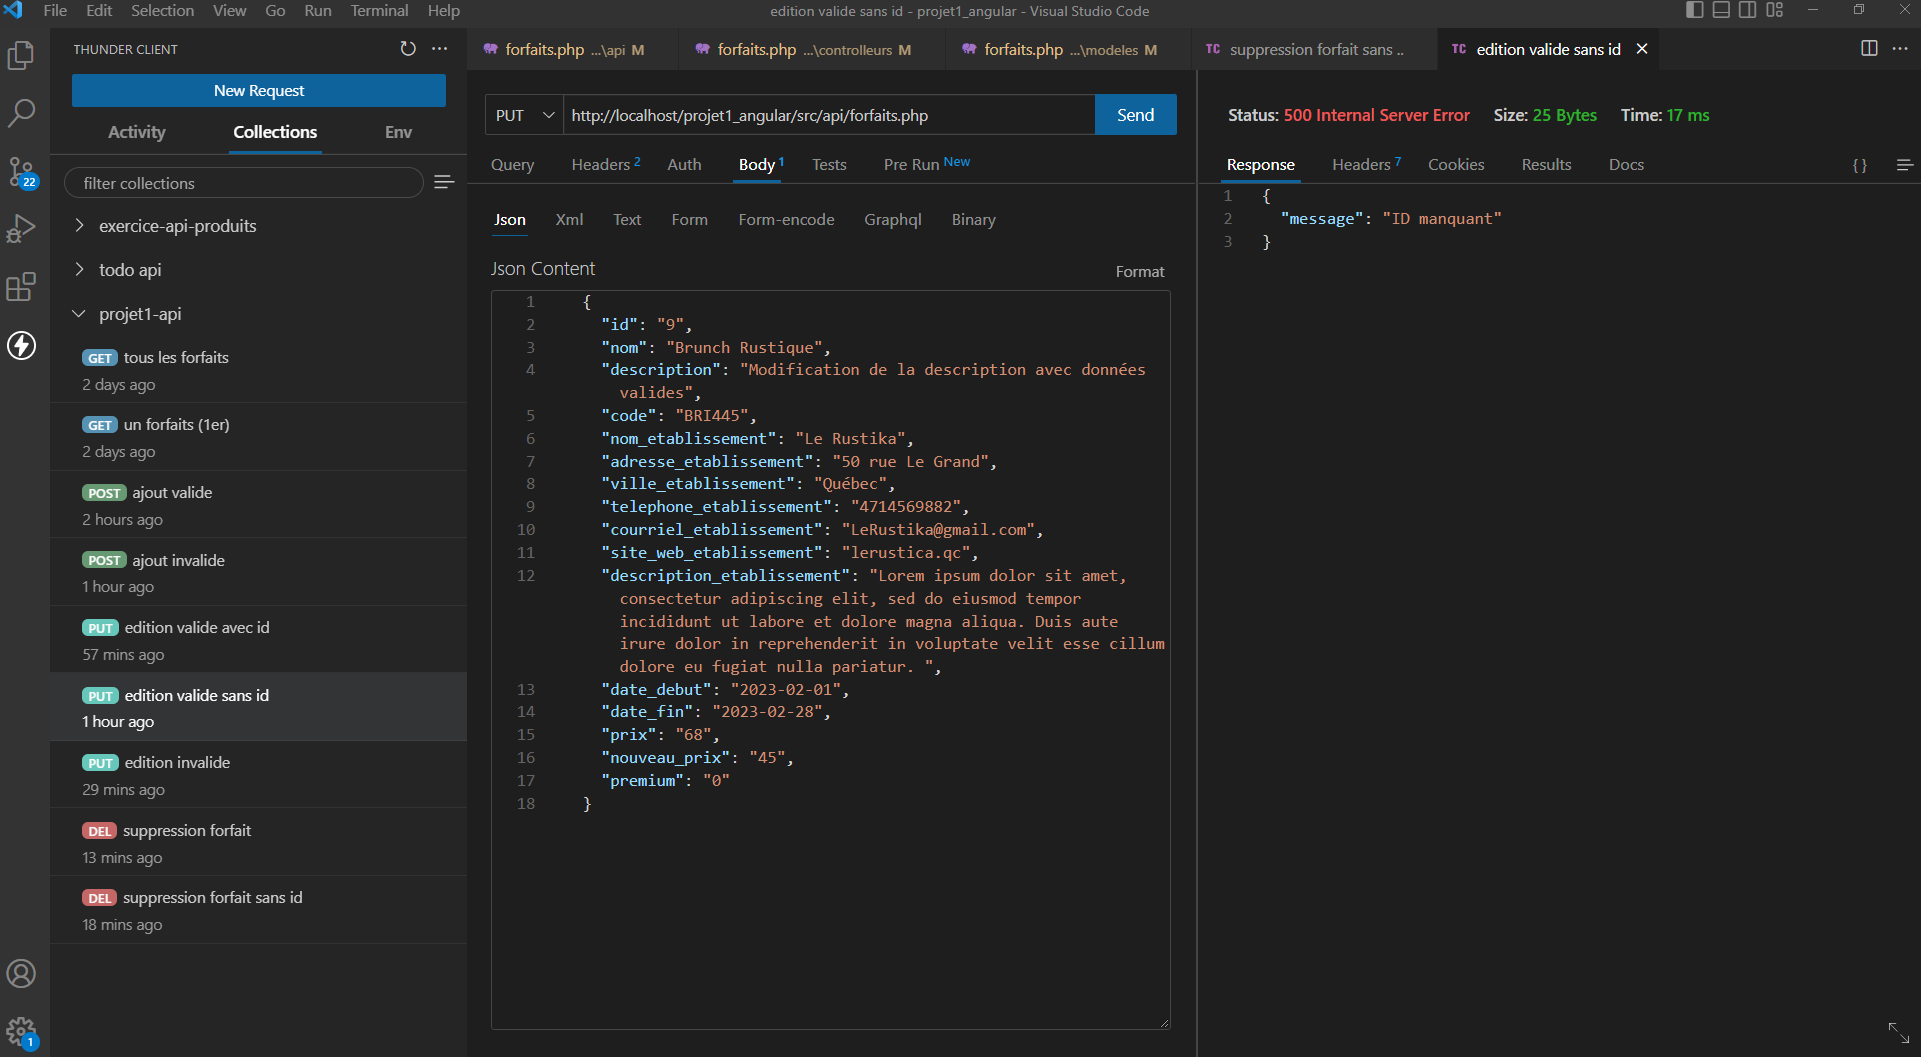 File Edit Selection View Go Run Terminal Help
edition valide sans id - projet1_angular - Visual Studio Code
THUNDER CLIENT
New Request
Activity Collections Env
filter collections
exercice-api-produits
todo api
projet1-api
GET tous les forfaits
2 days ago
GET un forfaits (1er)
2 days ago
POST ajout valide
2 hours ago
POST ajout invalide
1 hour ago
PUT edition valide avec id
57 mins ago
PUT edition valide sans id
1 hour ago
PUT edition invalide
29 mins ago
DEL suppression forfait
13 mins ago
DEL suppression forfait sans id
18 mins ago
22
1
forfaits.php ...\api M
forfaits.php ...\controlleurs M
forfaits.php ...\modeles M
TC suppression forfait sans ..
TC edition valide sans id
PUT http://localhost/projet1_angular/src/api/forfaits.php Send
Query Headers 2 Auth Body 1 Tests Pre Run New
Json Xml Text Form Form-encode Graphql Binary
Json Content
Format
1 {
2 "id": "9",
3 "nom": "Brunch Rustique",
4 "description": "Modification de la description avec données
valides",
5 "code": "BRI445",
6 "nom_etablissement": "Le Rustika",
7 "adresse_etablissement": "50 rue Le Grand",
8 "ville_etablissement": "Québec",
9 "telephone_etablissement": "4714569882",
10 "courriel_etablissement": "LeRustika@gmail.com",
11 "site_web_etablissement": "lerustica.qc",
12 "description_etablissement": "Lorem ipsum dolor sit amet,
consectetur adipiscing elit, sed do eiusmod tempor
incididunt ut labore et dolore magna aliqua. Duis aute
irure dolor in reprehenderit in voluptate velit esse cillum
dolore eu fugiat nulla pariatur. ",
13 "date_debut": "2023-02-01",
14 "date_fin": "2023-02-28",
15 "prix": "68",
16 "nouveau_prix": "45",
17 "premium": "0"
18 }
Status: 500 Internal Server Error Size: 25 Bytes Time: 17 ms
Response Headers 7 Cookies Results Docs { }
1 {
2 "message": "ID manquant"
3 }